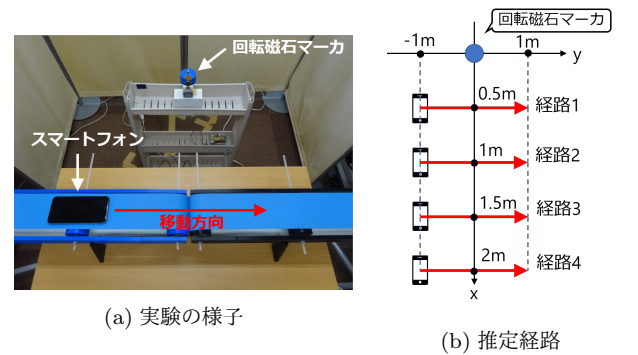 回転磁石マーカ
スマートフォン
移動方向
(a) 実験の様子
回転磁石マーカ
-1m
1m
y
0.5m
経路1
1m
経路2
1.5m
経路3
2m
経路4
x
(b) 推定経路